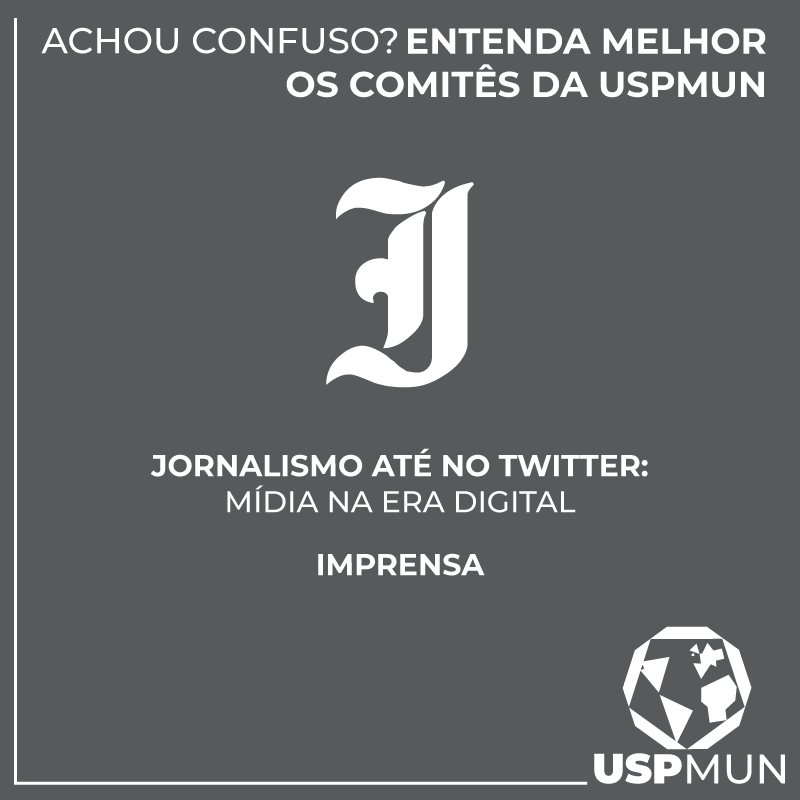 ACHOU CONFUSO? ENTENDA MELHOR
OS COMITÊS DA USPMUN
J
JORNALISMO ATÉ NO TWITTER:
MÍDIA NA ERA DIGITAL
IMPRENSA
USPMUN